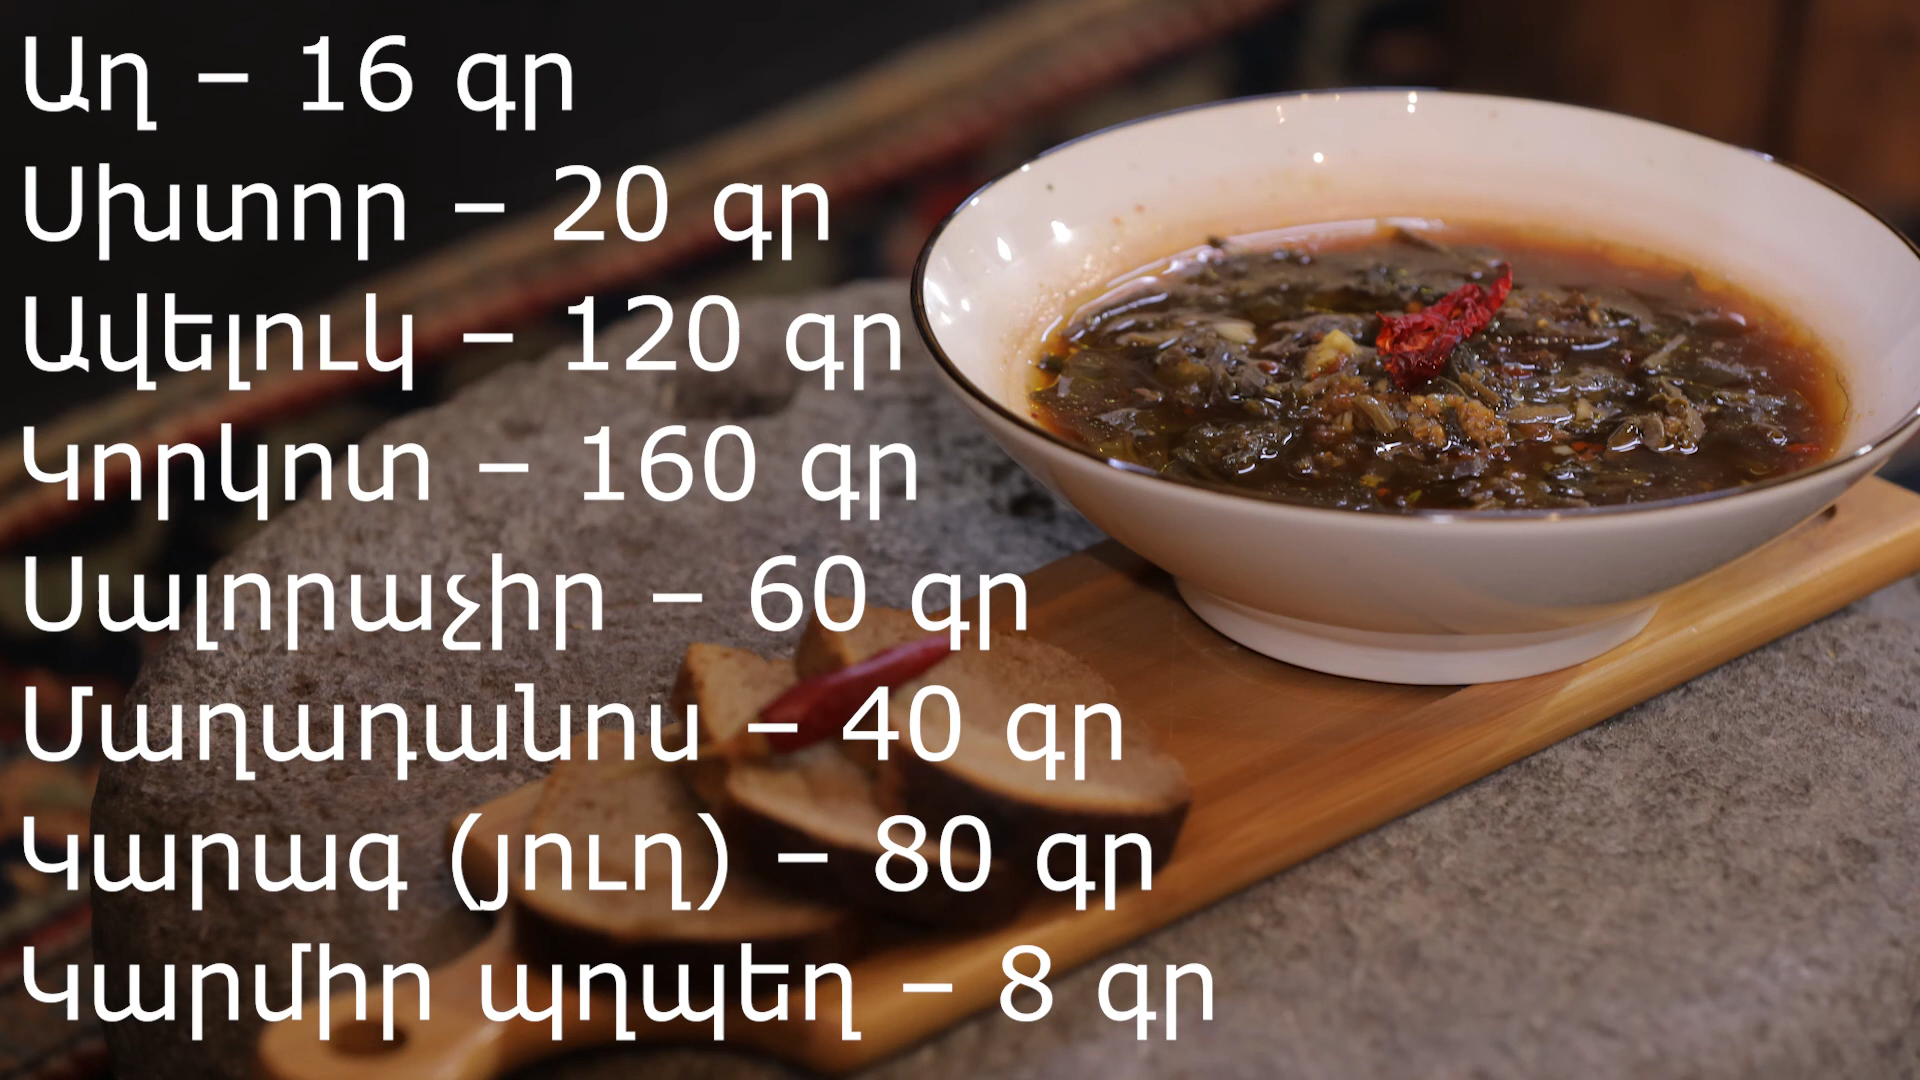 Աղ – 16 գր
Սխտոր – 20 գր
Ավելուկ – 120 գր
Կորկոտ – 160 գր
Սալորաչիր – 60 գր
Մաղադանոս – 40 գր
Կարագ (յուղ) – 80 գր
Կարմիր պղպեղ – 8 գր